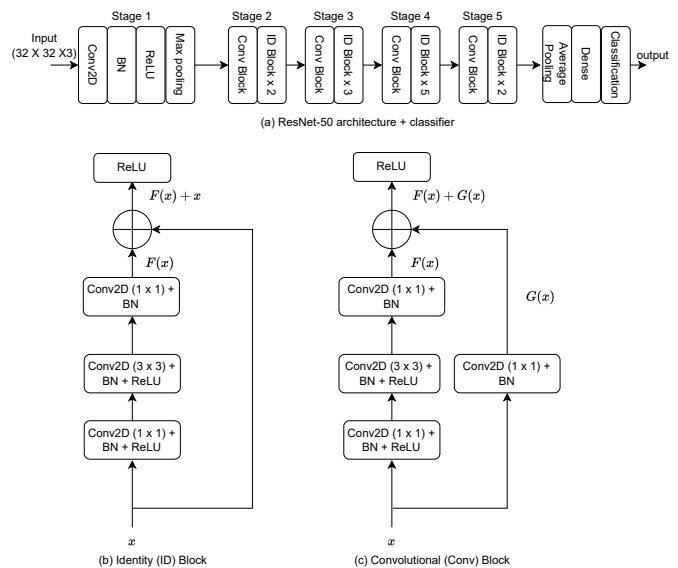 Stage 1
Stage 2
Stage 3
Stage 4
Stage 5
Input
(32 X 32 X3)
Conv2D
BN
ReLU
Max pooling
Conv Block
ID Block x 2
Conv Block
ID Block x 3
Conv Block
ID Block x 5
Conv Block
ID Block x 2
Average
Pooling
Dense
Classification
output
(a) ResNet-50 architecture + classifier
ReLU
F(x) + x
F(x)
Conv2D (1 x 1) +
BN
Conv2D (3 x 3) +
BN + ReLU
Conv2D (1 x 1) +
BN + ReLU
x
(b) Identity (ID) Block
ReLU
F(x) + G(x)
F(x)
Conv2D (1 x 1) +
BN
G(x)
Conv2D (3 x 3) +
BN + ReLU
Conv2D (1 x 1) +
BN
Conv2D (1 x 1) +
BN + ReLU
x
(c) Convolutional (Conv) Block